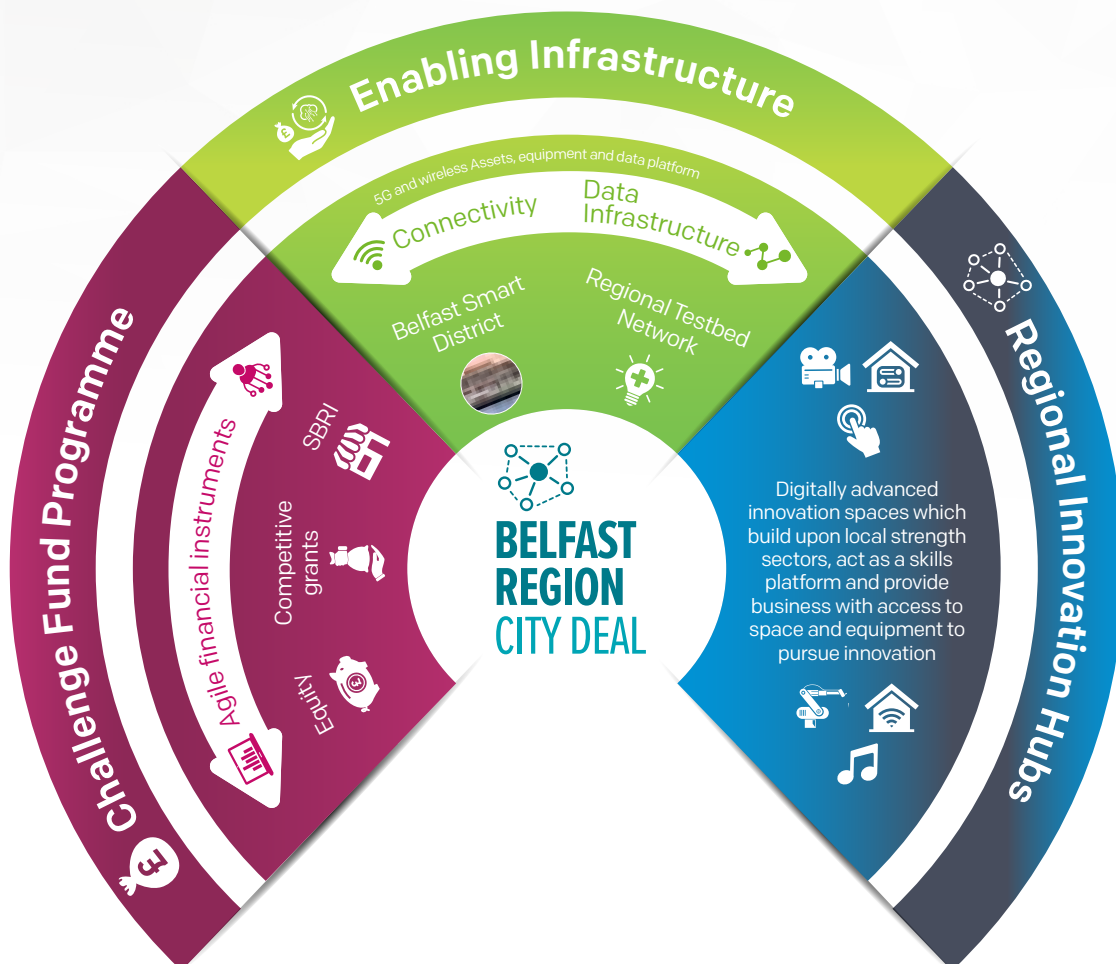 Enabling Infrastructure
5G and wireless Assets, equipment and data platform
Connectivity
Data
Infrastructure
Belfast Smart
District
Regional Testbed
Network
Challenge Fund Programme
Agile financial instruments
SBRI
Competitive
grants
Equity
£
£
£
BELFAST
REGION
CITY DEAL
Regional Innovation Hubs
Digitally advanced
innovation spaces which
build upon local strength
sectors, act as a skills
platform and provide
business with access to
space and equipment to
pursue innovation